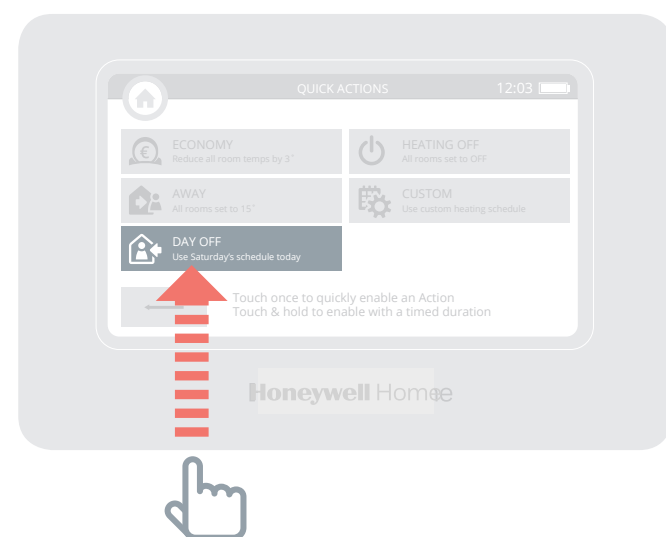 QUICK ACTIONS 12:03
ECONOMY
Reduce all room temps by 3°
HEATING OFF
All rooms set to OFF
AWAY
All rooms set to 15°
CUSTOM
Use custom heating schedule
DAY OFF
Use Saturday's schedule today
Touch once to quickly enable an Action
Touch & hold to enable with a timed duration
Honeywell Home